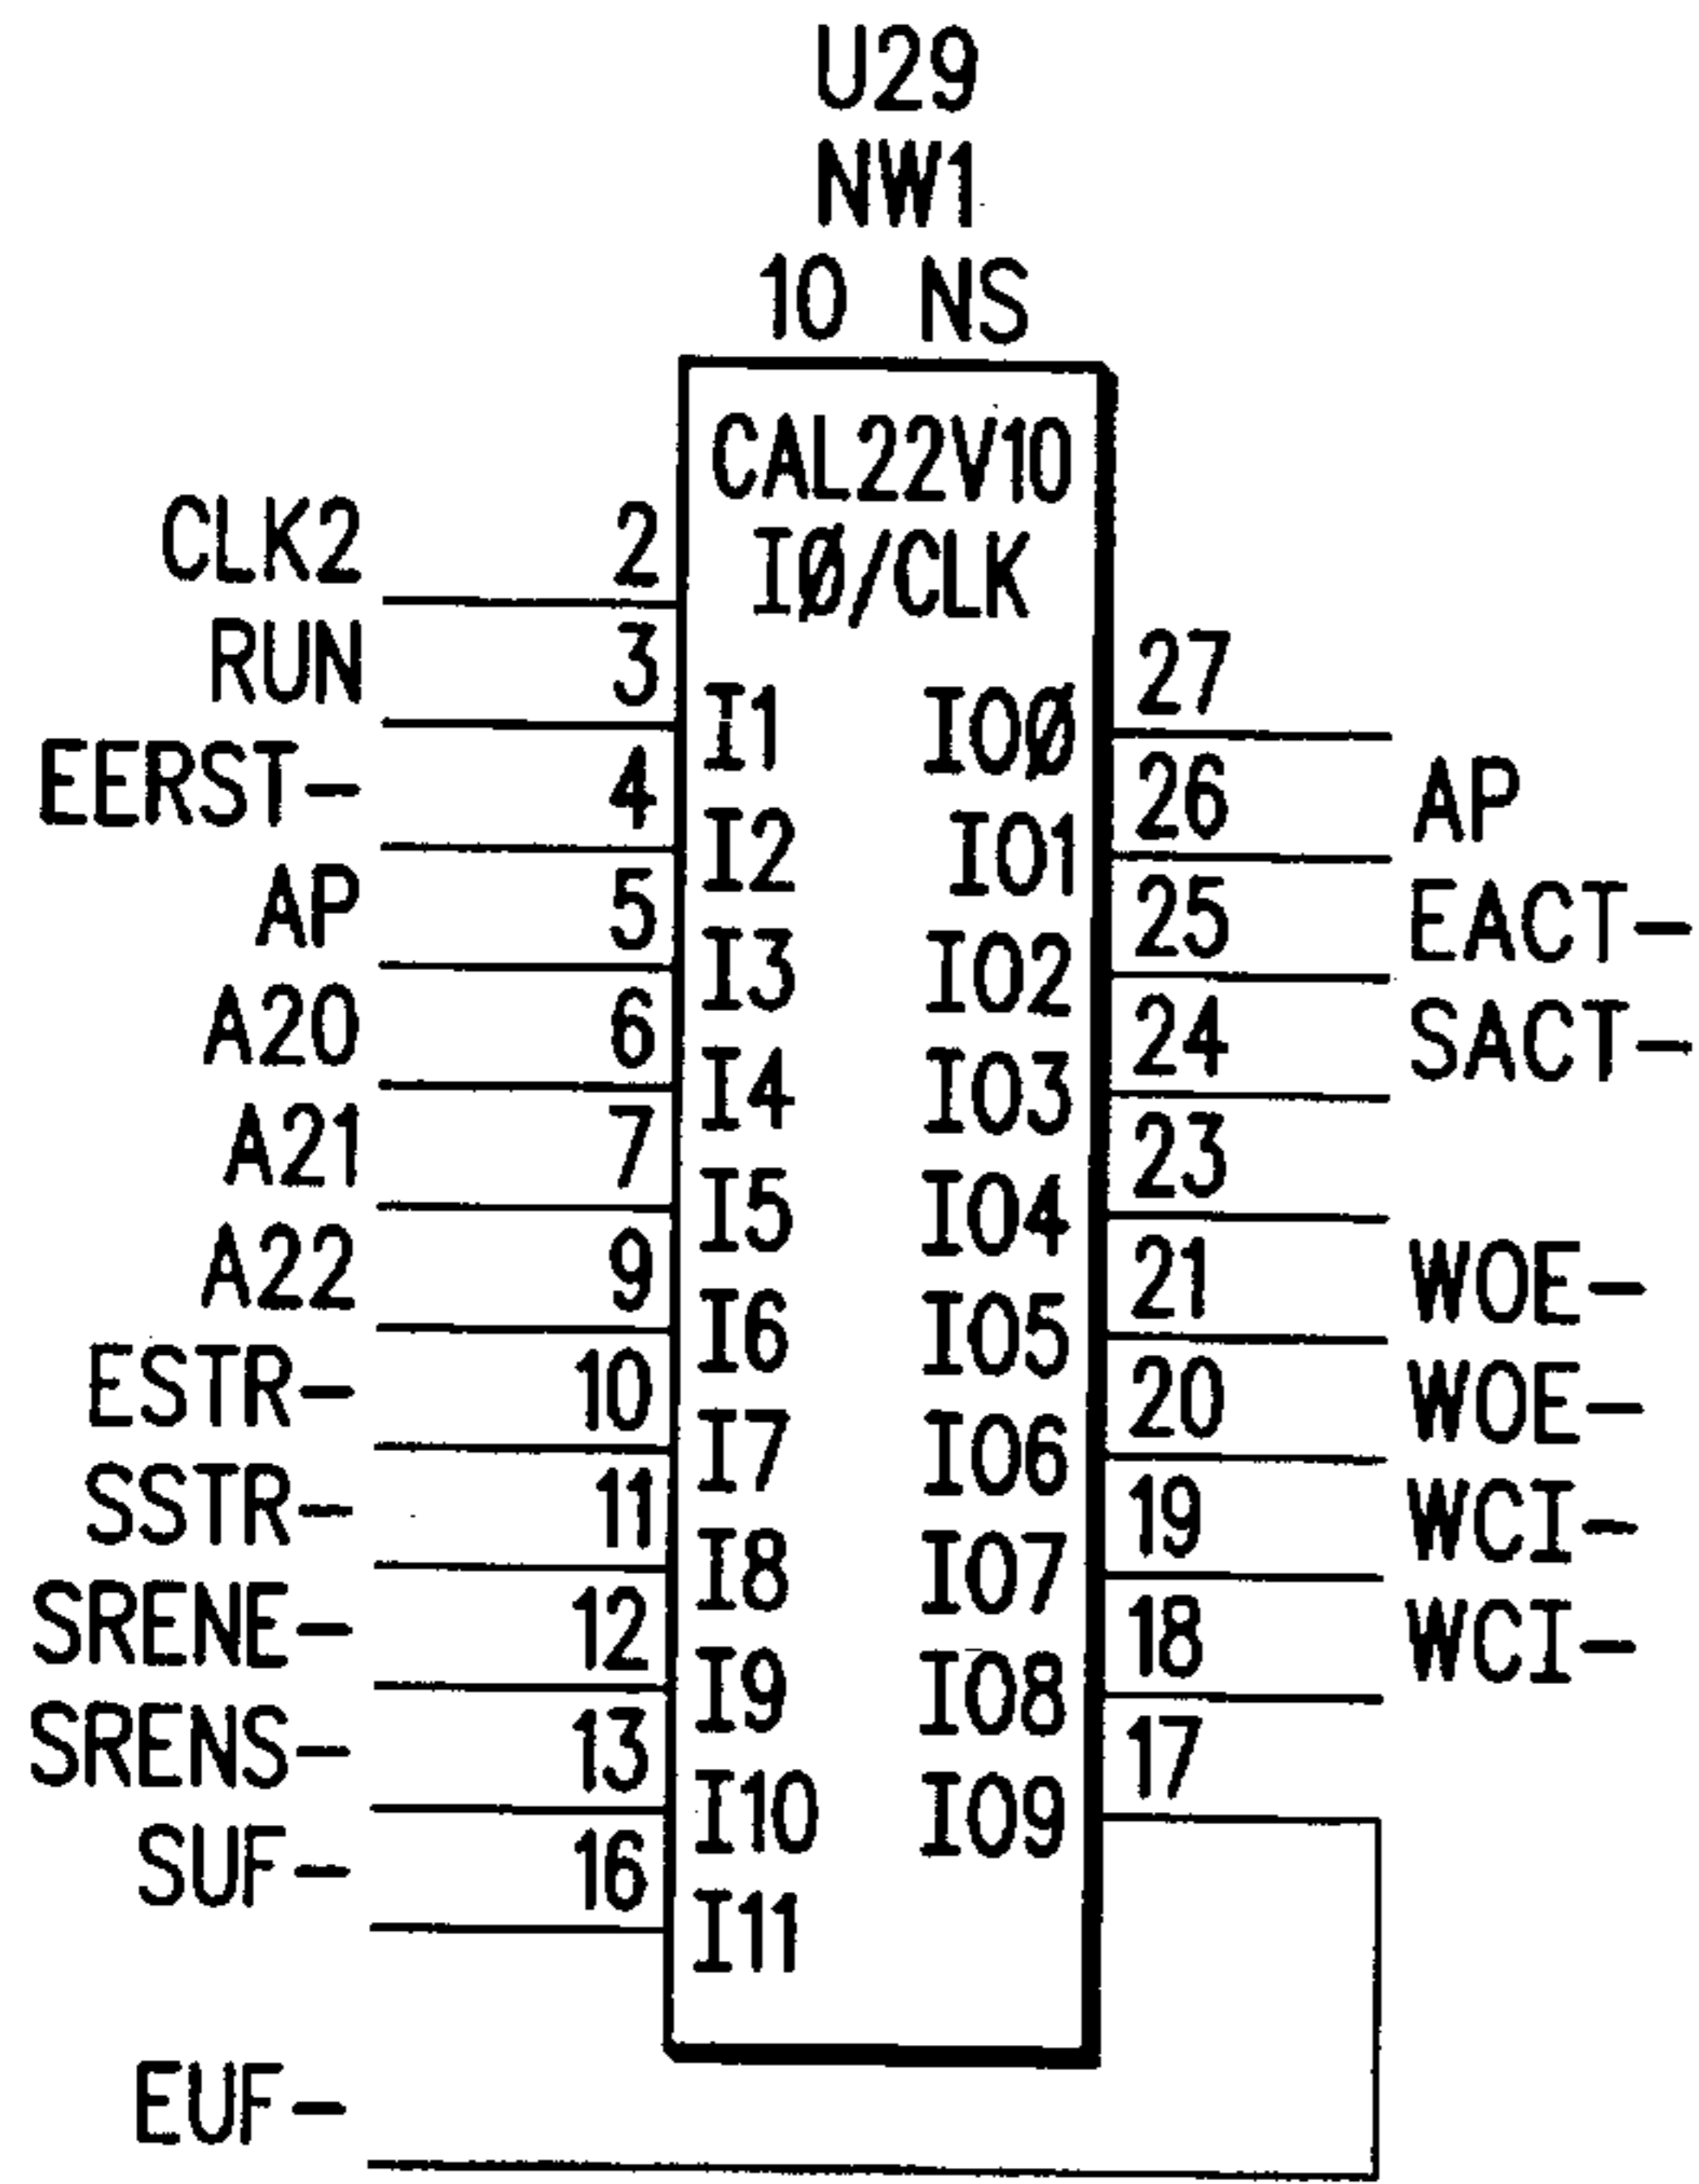 U29
NW1
10 NS
CAL22V10
CLK2 2 IØ/CLK
RUN 3 I1 IOØ 27
EERST- 4 I2 IO1 26 AP
AP 5 I3 IO2 25 EACT-
A20 6 I4 IO3 24 SACT-
A21 7 I5 IO4 23
A22 9 I6 IO5 21 WOE-
ESTR- 10 I7 IO6 20 WOE-
SSTR- 11 I8 IO7 19 WCI-
SRENE- 12 I9 IO8 18 WCI-
SRENS- 13 I10 IO9 17
SUF- 16 I11
EUF-